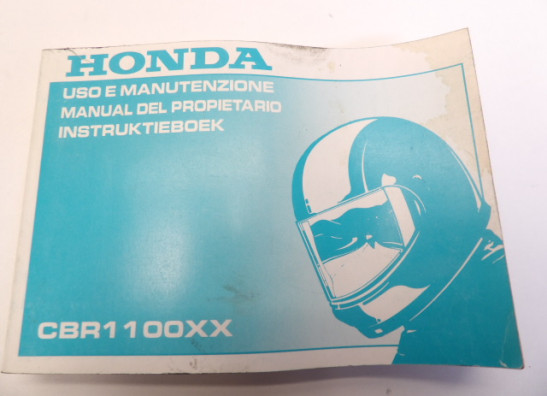 HONDA
USO E MANUTENZIONE
MANUAL DEL PROPIETARIO
INSTRUKTIEBOEK
CBR1100XX